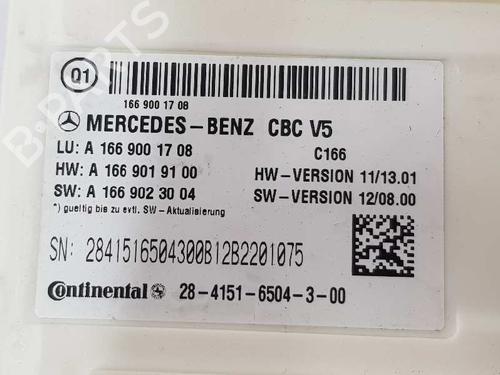 Q1
166 900 17 08
MERCEDES-BENZ CBC V5
LU: A 166 900 17 08 C166
HW: A 166 901 91 00 HW-VERSION 11/13.01
SW: A 166 902 30 04 SW-VERSION 12/08.00
*) gueltig bis zu evtl. SW-Aktualisierung
SN: 2841516504300B12B2201075
Continental 28-4151-6504-3-00
B-PARTS